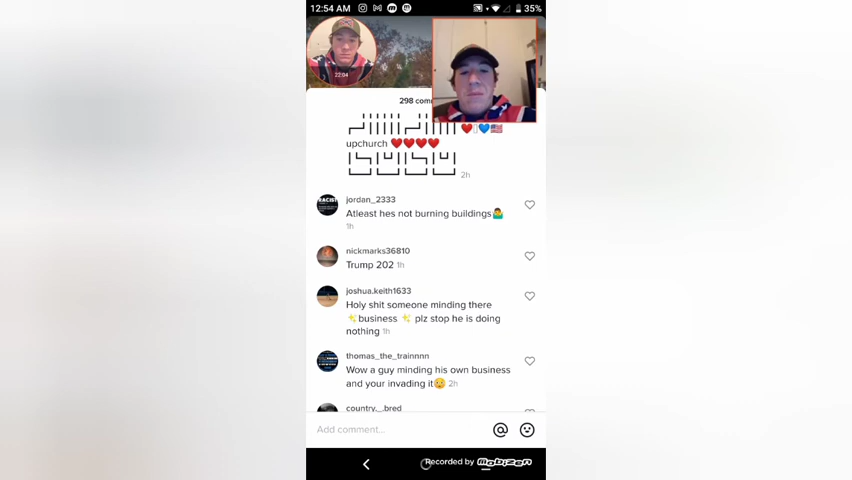 12:54 AM
35%
22:04
298 com
upchurch ❤️❤️❤️❤️
2h
jordan_2333
Atleast hes not burning buildings🤷‍♂️
1h
nickmarks36810
Trump 202 1h
joshua.keith1633
Holy shit someone minding there
✨business ✨ plz stop he is doing
nothing 1h
thomas_the_trainnnn
Wow a guy minding his own business
and your invading it😳 2h
country._.bred
Add comment...
Recorded by Mobizen